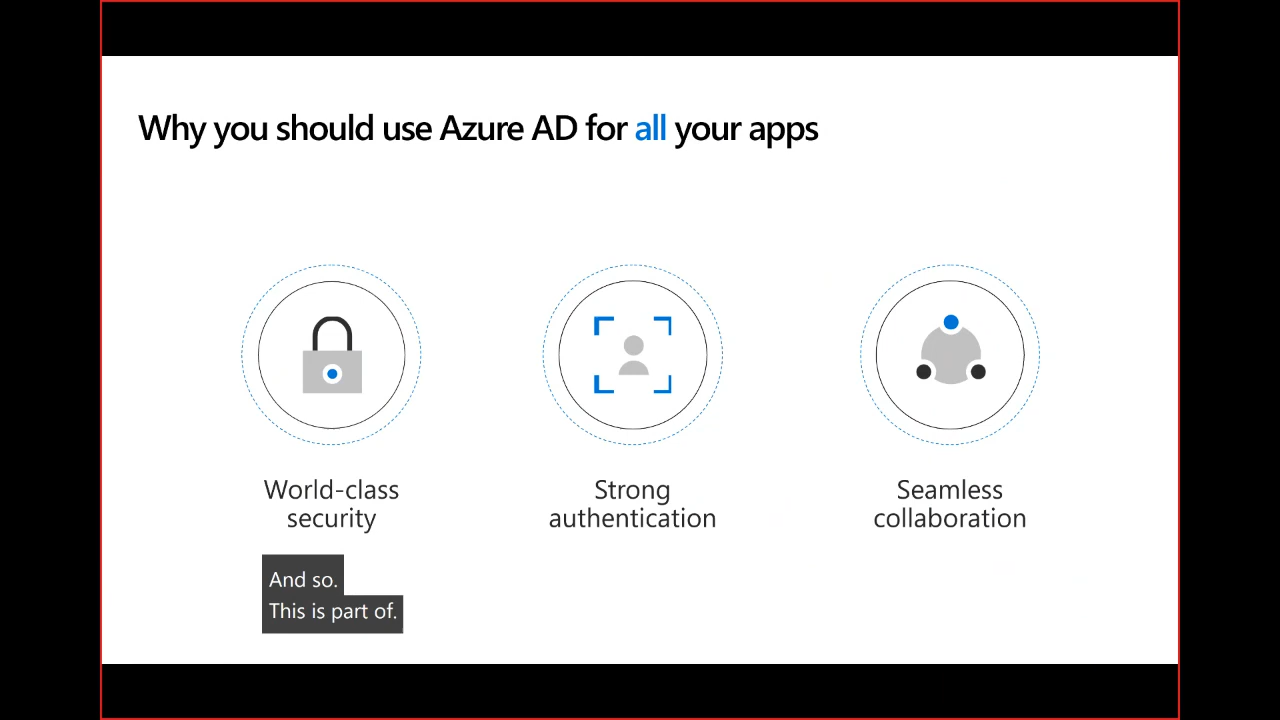 Why you should use Azure AD for all your apps
World-class
security
Strong
authentication
Seamless
collaboration
And so.
This is part of.